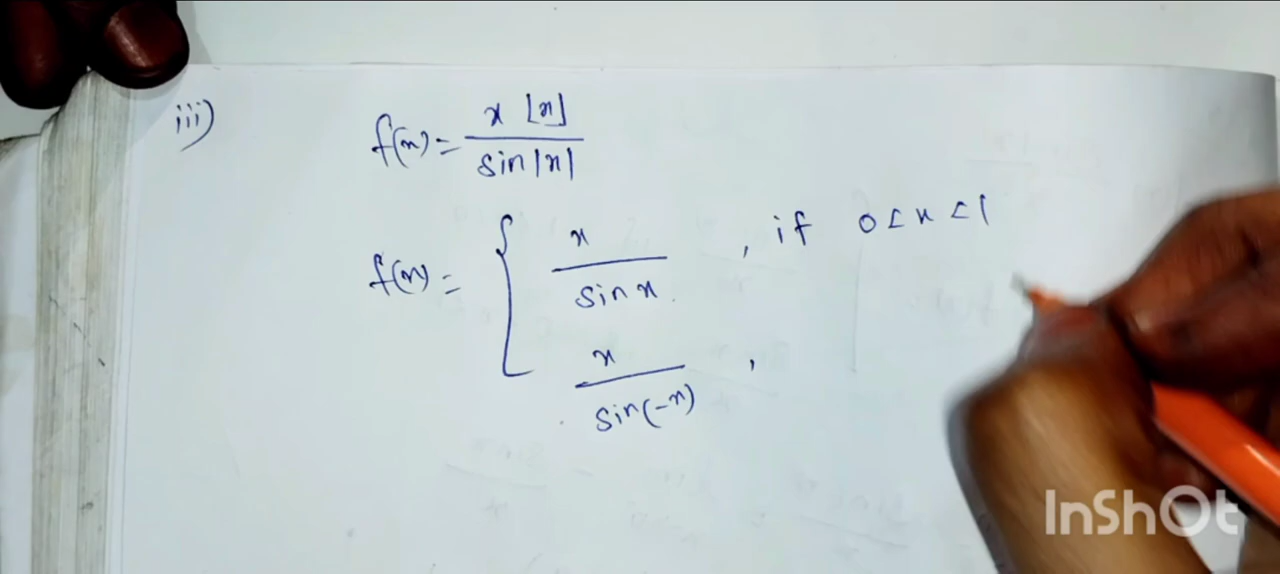 iii)
f(x) = x ⌊x⌋ / sin|x|
f(x) = { x / sin x , if 0 < x < 1
x / sin(-x) ,
InShOt